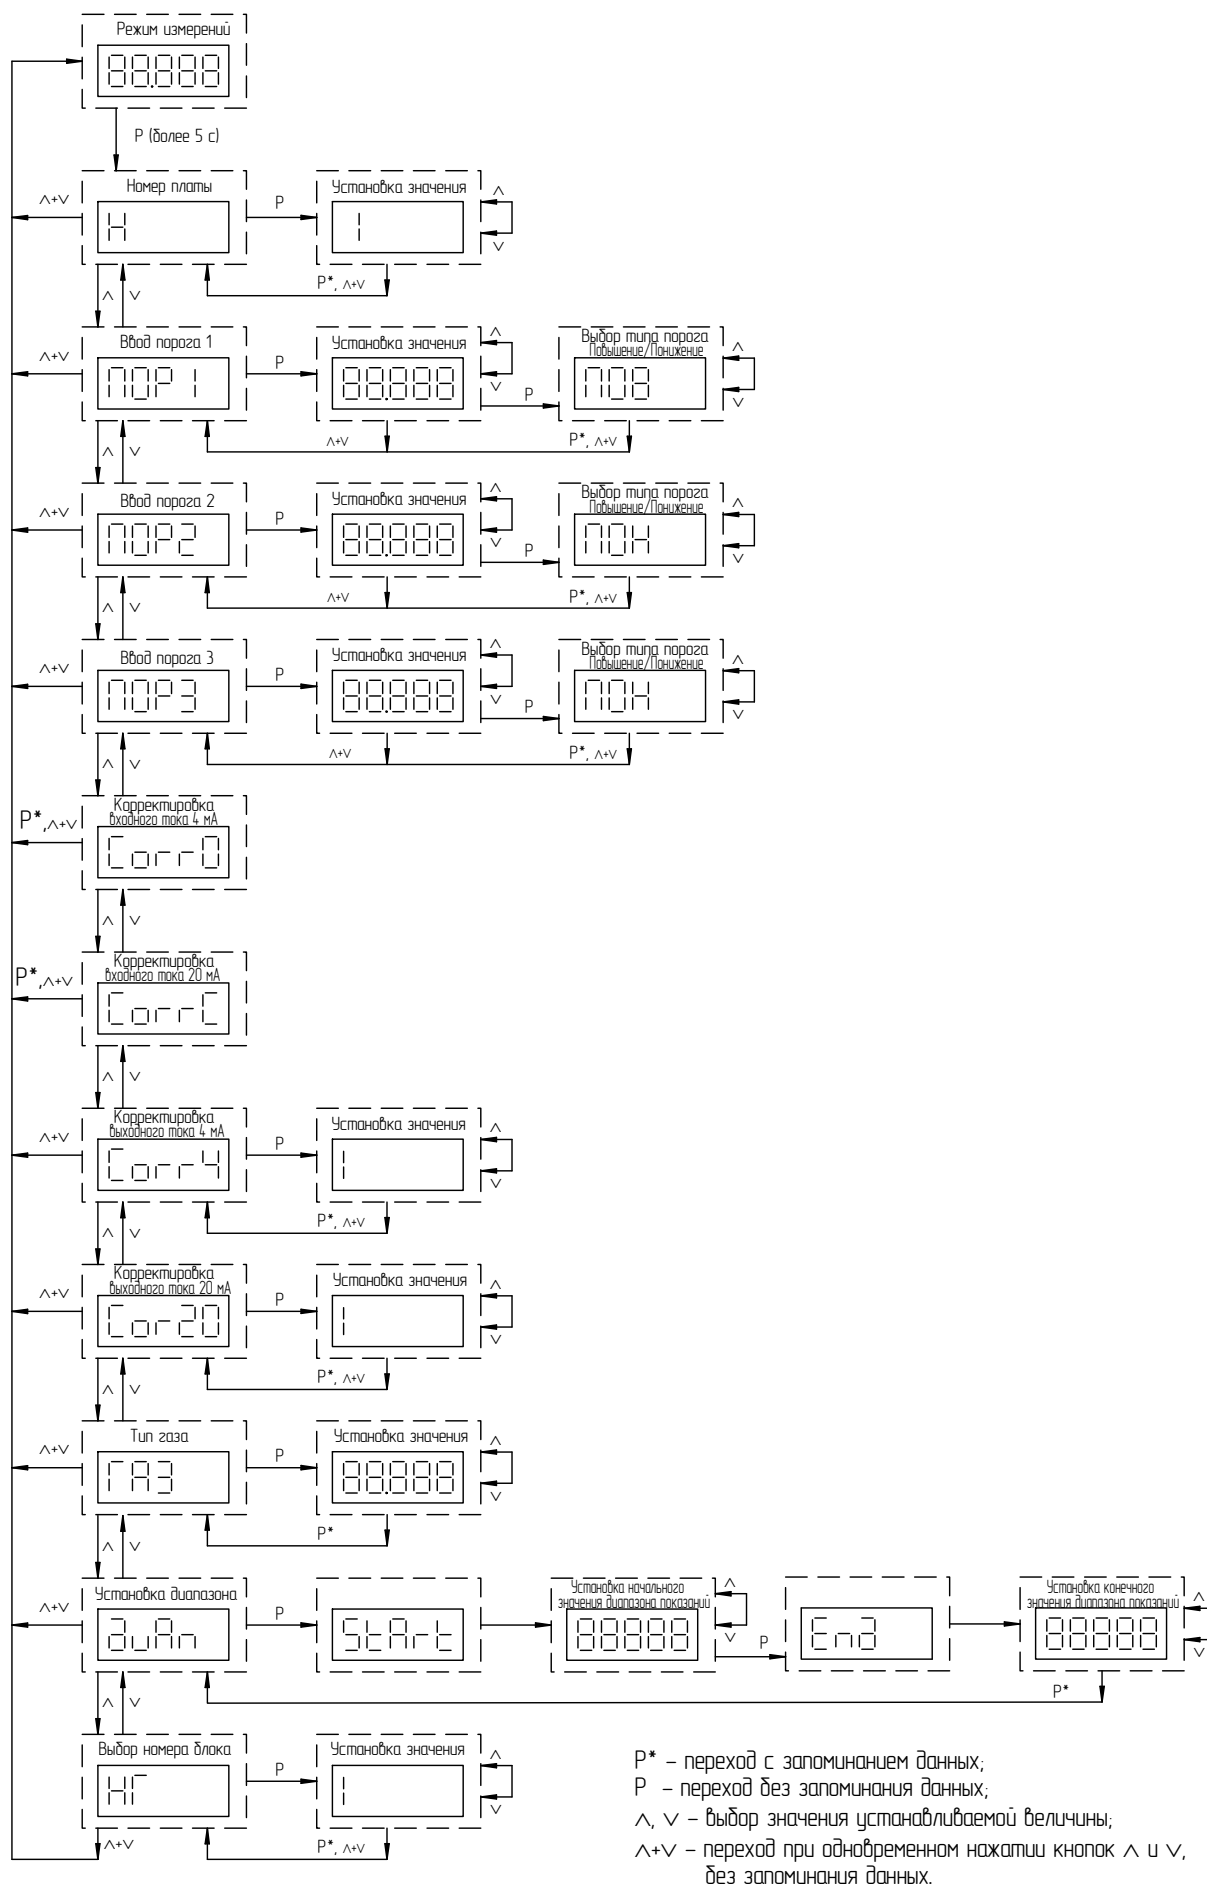 Режим измерений
88.888
Р (более 5 с)
Номер платы
Установка значения
∧
∧+∨
Р
Н
1
∨
Р*, ∧+∨
∧ ∨
Ввод порога 1
Установка значения
∧
Выбор типа порога
Повышение/Понижение
∧
∧+∨
ПОР1
Р
88.888
∨
Р
ПОВ
∨
∧ ∨
∧+∨
Р*, ∧+∨
Ввод порога 2
Установка значения
∧
Выбор типа порога
Повышение/Понижение
∧
∧+∨
ПОР2
Р
88.888
∨
Р
ПОН
∨
∧ ∨
∧+∨
Р*, ∧+∨
Ввод порога 3
Установка значения
∧
Выбор типа порога
Повышение/Понижение
∧
∧+∨
ПОР3
Р
88.888
∨
Р
ПОН
∨
∧ ∨
∧+∨
Р*, ∧+∨
Корректировка
входного тока 4 мА
Р*,∧+∨
Corr0
∧ ∨
Корректировка
входного тока 20 мА
Р*,∧+∨
CorrC
∧ ∨
Корректировка
выходного тока 4 мА
Установка значения
∧
∧+∨
Corr4
Р
1
∨
Р*, ∧+∨
∧ ∨
Корректировка
выходного тока 20 мА
Установка значения
∧
∧+∨
Cor20
Р
1
∨
Р*, ∧+∨
∧ ∨
Тип газа
Установка значения
∧
∧+∨
ГАЗ
Р
88.888
∨
Р*
∧ ∨
Установка диапазона
Установка начального
значения диапазона показаний
∧
Установка конечного
значения диапазона показаний
∧
∧+∨
Р
StArt
88888
∨
Р
End
88888
∨
Р*
∧ ∨
Выбор номера блока
Установка значения
∧
НГ
Р
1
∨
∧+∨
Р*, ∧+∨
Р* – переход с запоминанием данных;
Р – переход без запоминания данных;
∧, ∨ – выбор значения устанавливаемой величины;
∧+∨ – переход при одновременном нажатии кнопок ∧ и ∨,
без запоминания данных.